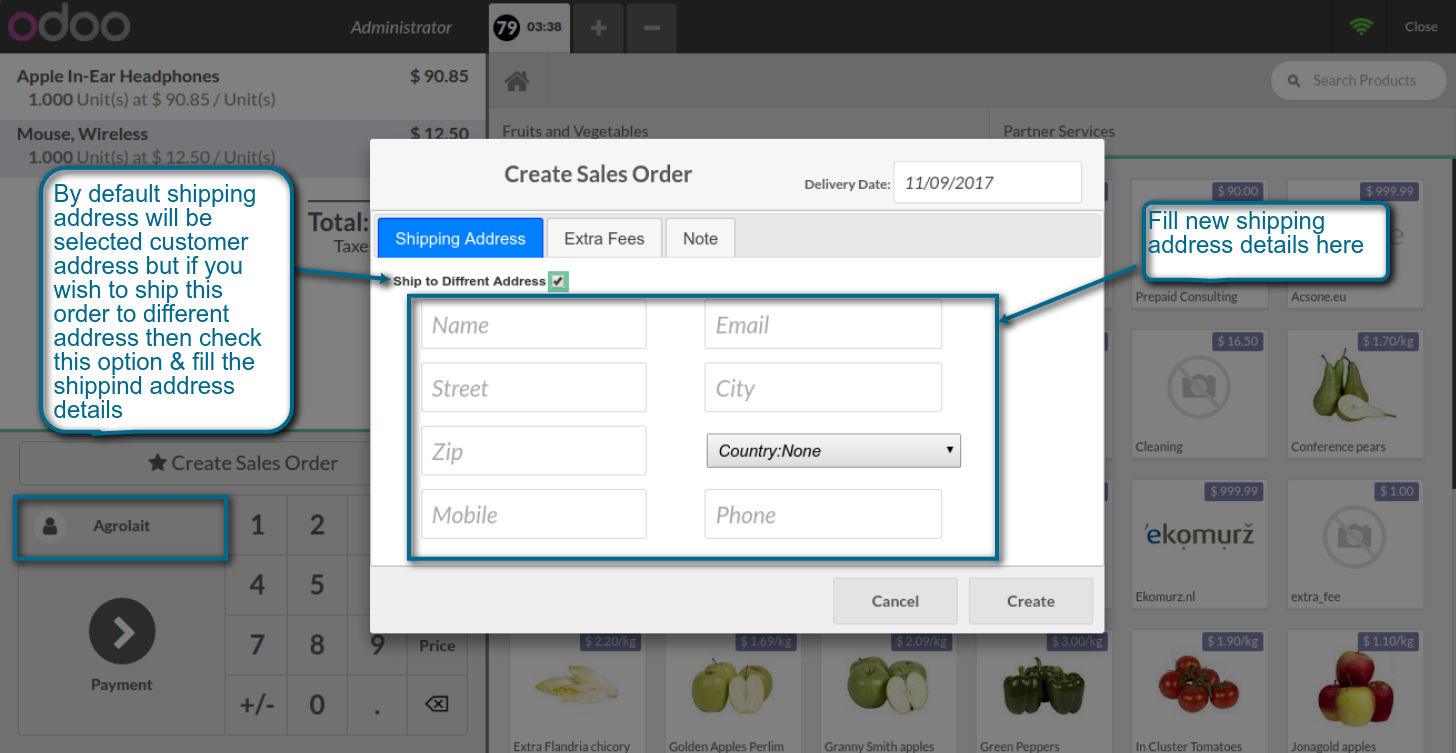 odoo
Administrator
79 03:38
+
−
Close
Apple In-Ear Headphones $ 90.85
1.000 Unit(s) at $ 90.85 / Unit(s)
Mouse, Wireless $ 12.50
1.000 Unit(s) at $ 12.50 / Unit(s)
Total:
Taxe
By default shipping
address will be
selected customer
address but if you
wish to ship this
order to different
address then check
this option & fill the
shippind address
details
Create Sales Order
Agrolait
1 2
4 5
7 8 9 Price
+/- 0 .
Payment
Search Products
Fruits and Vegetables Partner Services
Create Sales Order
Delivery Date: 11/09/2017
Shipping Address Extra Fees Note
Ship to Diffrent Address
Name Email
Street City
Zip Country:None
Mobile Phone
Cancel Create
Fill new shipping
address details here
$ 90.00 $ 999.99
Prepaid Consulting Acsone.eu
$ 16.50 $ 1.70/kg
Cleaning Conference pears
$ 999.99 $ 1.00
ekomurž
Ekomurz.nl extra_fee
$ 2.20/kg $ 1.69/kg $ 2.09/kg $ 3.00/kg $ 1.90/kg $ 1.10/kg
Extra Flandria chicory Golden Apples Perlim Granny Smith apples Green Peppers In Cluster Tomatoes Jonagold apples